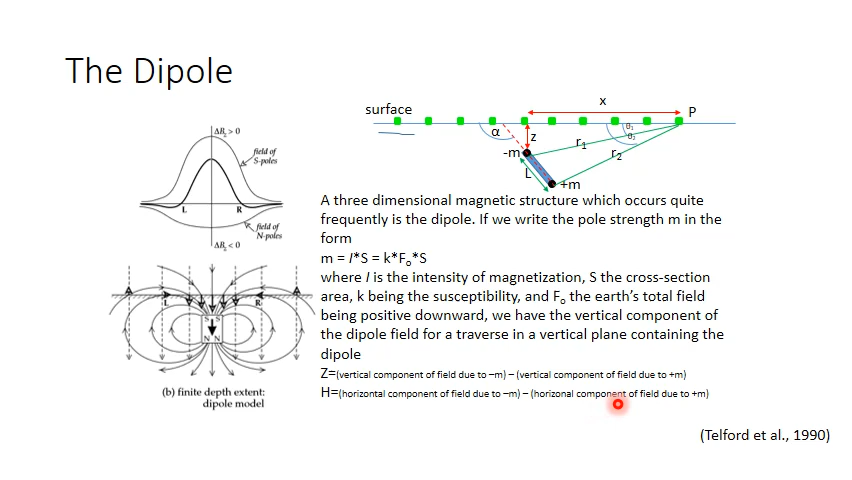 The Dipole
surface
x
P
α
z
-m
r1
r2
θ1
θ2
L
+m
ΔBz > 0
field of
S-poles
L
R
field of
N-poles
ΔBz < 0
A
L
R
A
S
S
N
N
(b) finite depth extent:
dipole model
A three dimensional magnetic structure which occurs quite
frequently is the dipole. If we write the pole strength m in the
form
m = I*S = k*Fo*S
where I is the intensity of magnetization, S the cross-section
area, k being the susceptibility, and Fo the earth's total field
being positive downward, we have the vertical component of
the dipole field for a traverse in a vertical plane containing the
dipole
Z=(vertical component of field due to –m) – (vertical component of field due to +m)
H=(horizontal component of field due to –m) – (horizonal component of field due to +m)
(Telford et al., 1990)